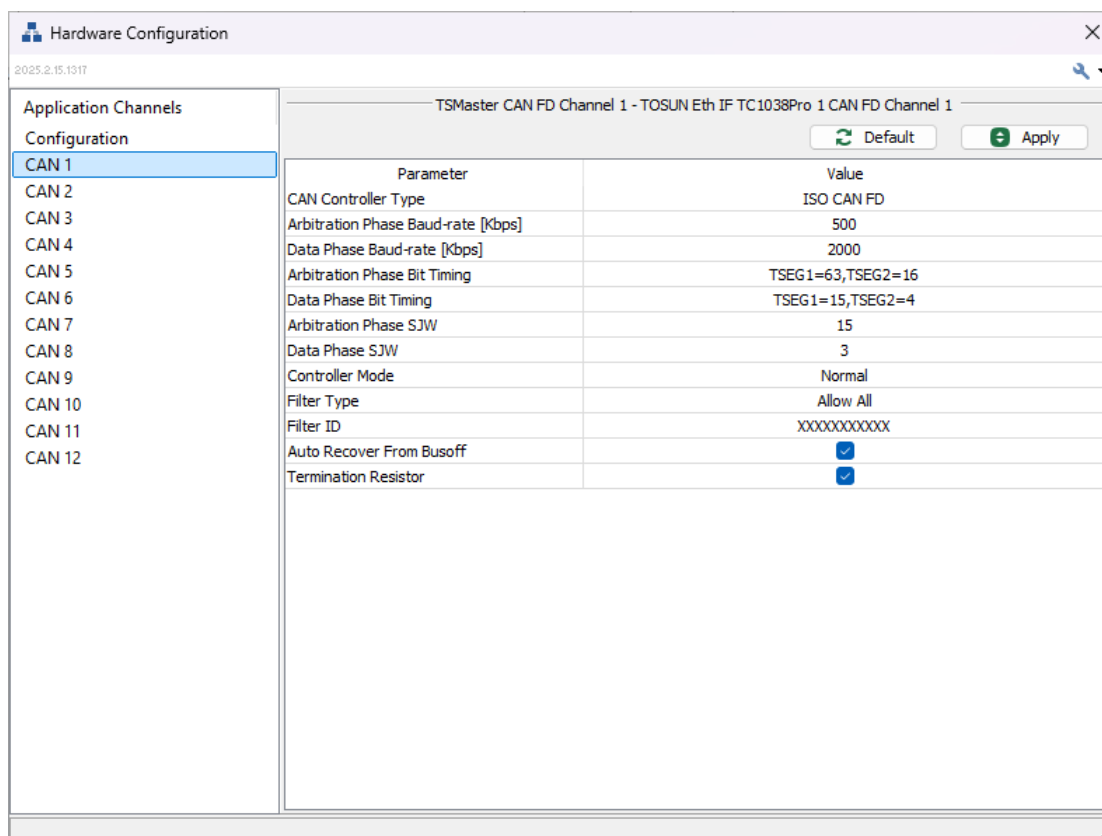 Hardware Configuration
2025.2.15.1317
Application Channels
Configuration
CAN 1
CAN 2
CAN 3
CAN 4
CAN 5
CAN 6
CAN 7
CAN 8
CAN 9
CAN 10
CAN 11
CAN 12
TSMaster CAN FD Channel 1 - TOSUN Eth IF TC1038Pro 1 CAN FD Channel 1
Default Apply
Parameter Value
CAN Controller Type ISO CAN FD
Arbitration Phase Baud-rate [Kbps] 500
Data Phase Baud-rate [Kbps] 2000
Arbitration Phase Bit Timing TSEG1=63,TSEG2=16
Data Phase Bit Timing TSEG1=15,TSEG2=4
Arbitration Phase SJW 15
Data Phase SJW 3
Controller Mode Normal
Filter Type Allow All
Filter ID XXXXXXXXXXX
Auto Recover From Busoff
Termination Resistor